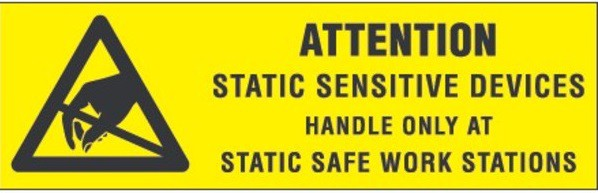 ATTENTION
STATIC SENSITIVE DEVICES
HANDLE ONLY AT
STATIC SAFE WORK STATIONS